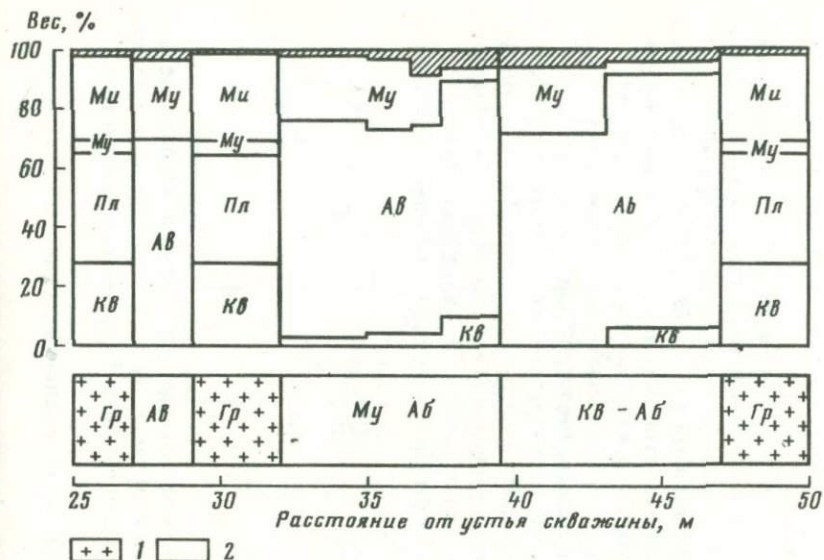 Вес, %
100
80
60
40
20
0
Ми Му Ми Му Му Ми
Му Му Му
Пл Ав Пл Ав Аb Пл
Кв Кв Кв Кв Кв
Гр Ав Гр Му Аб Кв - Аб Гр
25 30 35 40 45 50
Расстояние от устья скважины, м
1 2